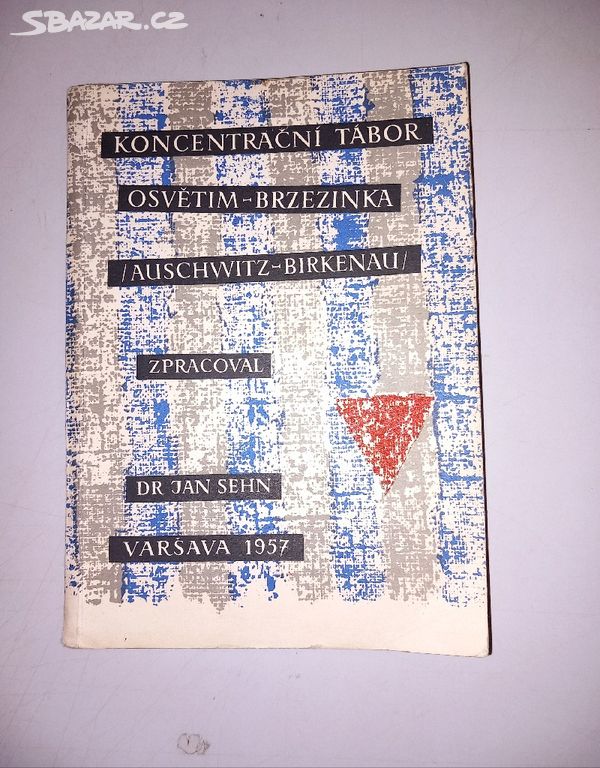 SBAZAR.CZ
KONCENTRAČNÍ TÁBOR
OSVĚTIM-BRZEZINKA
/AUSCHWITZ-BIRKENAU/
ZPRACOVAL
DR JAN SEHN
VARŠAVA 1957